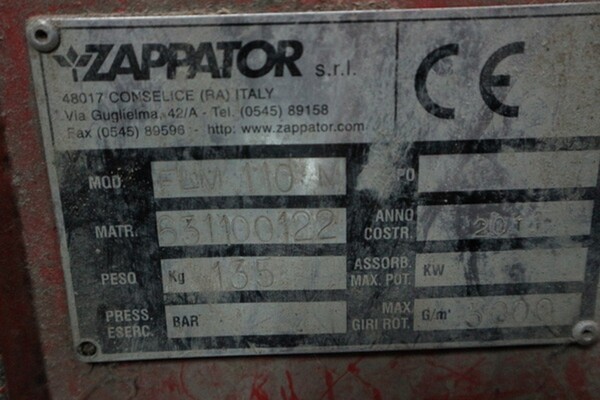 ZAPPATOR s.r.l.
48017 CONSELICE (RA) ITALY
Via Guglielma, 42/A - Tel. (0545) 89158
Fax (0545) 89596 - http: www.zappator.com
CE
MOD. 110 PO
MATR. 531100122 ANNO COSTR.
PESO Kg 135 ASSORB. MAX. POT. KW
PRESS. ESERC. BAR MAX GIRI ROT. G/m'